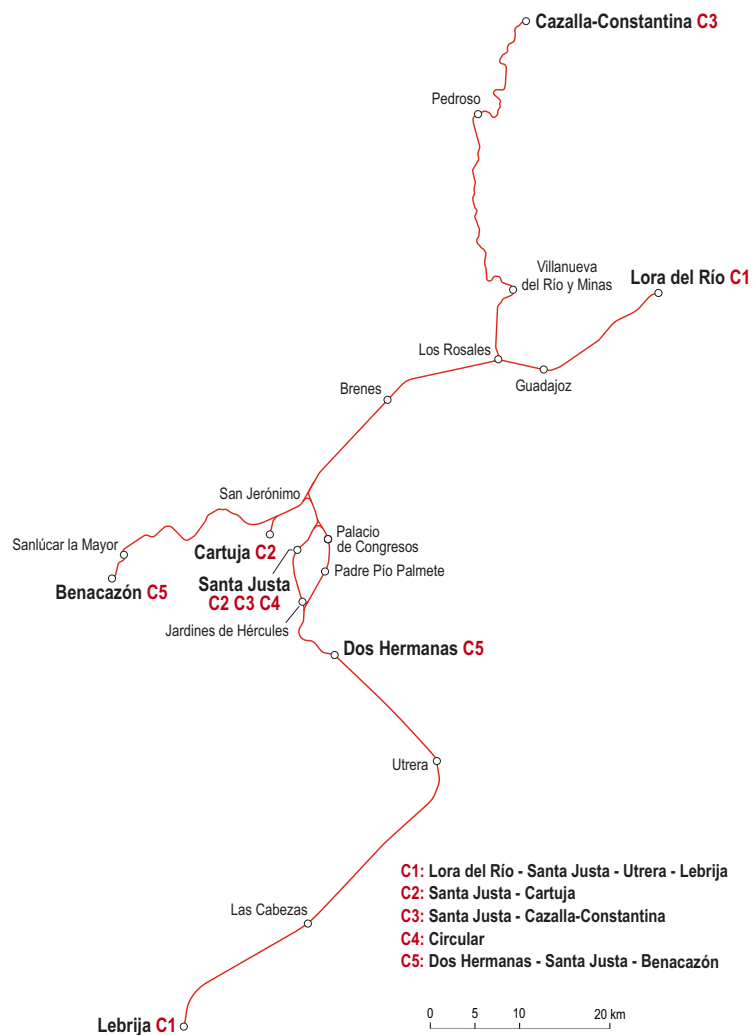 Cazalla-Constantina C3
Pedroso
Villanueva
del Río y Minas
Lora del Río C1
Los Rosales
Guadajoz
Brenes
San Jerónimo
Sanlúcar la Mayor
Palacio
de Congresos
Cartuja C2
Padre Pío Palmete
Benacazón C5
Santa Justa
C2 C3 C4
Jardines de Hércules
Dos Hermanas C5
Utrera
C1: Lora del Río - Santa Justa - Utrera - Lebrija
C2: Santa Justa - Cartuja
C3: Santa Justa - Cazalla-Constantina
C4: Circular
C5: Dos Hermanas - Santa Justa - Benacazón
Las Cabezas
Lebrija C1
0 5 10 20 km